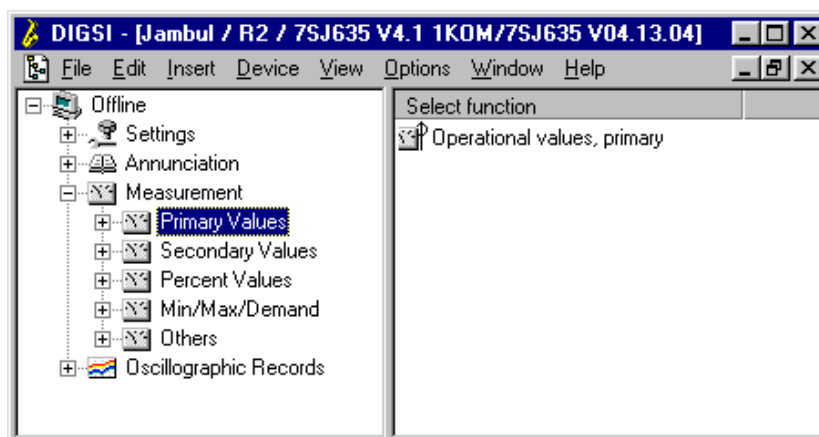 DIGSI - [Jambul / R2 / 7SJ635 V4.1 1KOM/7SJ635 V04.13.04]
File Edit Insert Device View Options Window Help
Offline
Settings
Annunciation
Measurement
Primary Values
Secondary Values
Percent Values
Min/Max/Demand
Others
Oscillographic Records
Select function
Operational values, primary